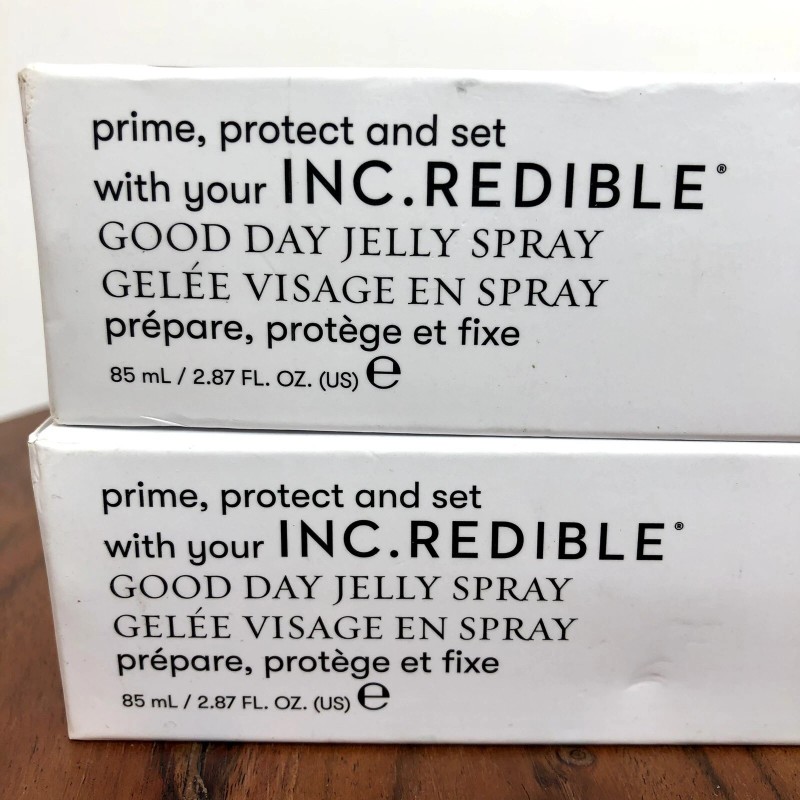 prime, protect and set
with your INC.REDIBLE®
GOOD DAY JELLY SPRAY
GELÉE VISAGE EN SPRAY
prépare, protège et fixe
85 mL / 2.87 FL. OZ. (US) ℮
prime, protect and set
with your INC.REDIBLE®
GOOD DAY JELLY SPRAY
GELÉE VISAGE EN SPRAY
prépare, protège et fixe
85 mL / 2.87 FL. OZ. (US) ℮